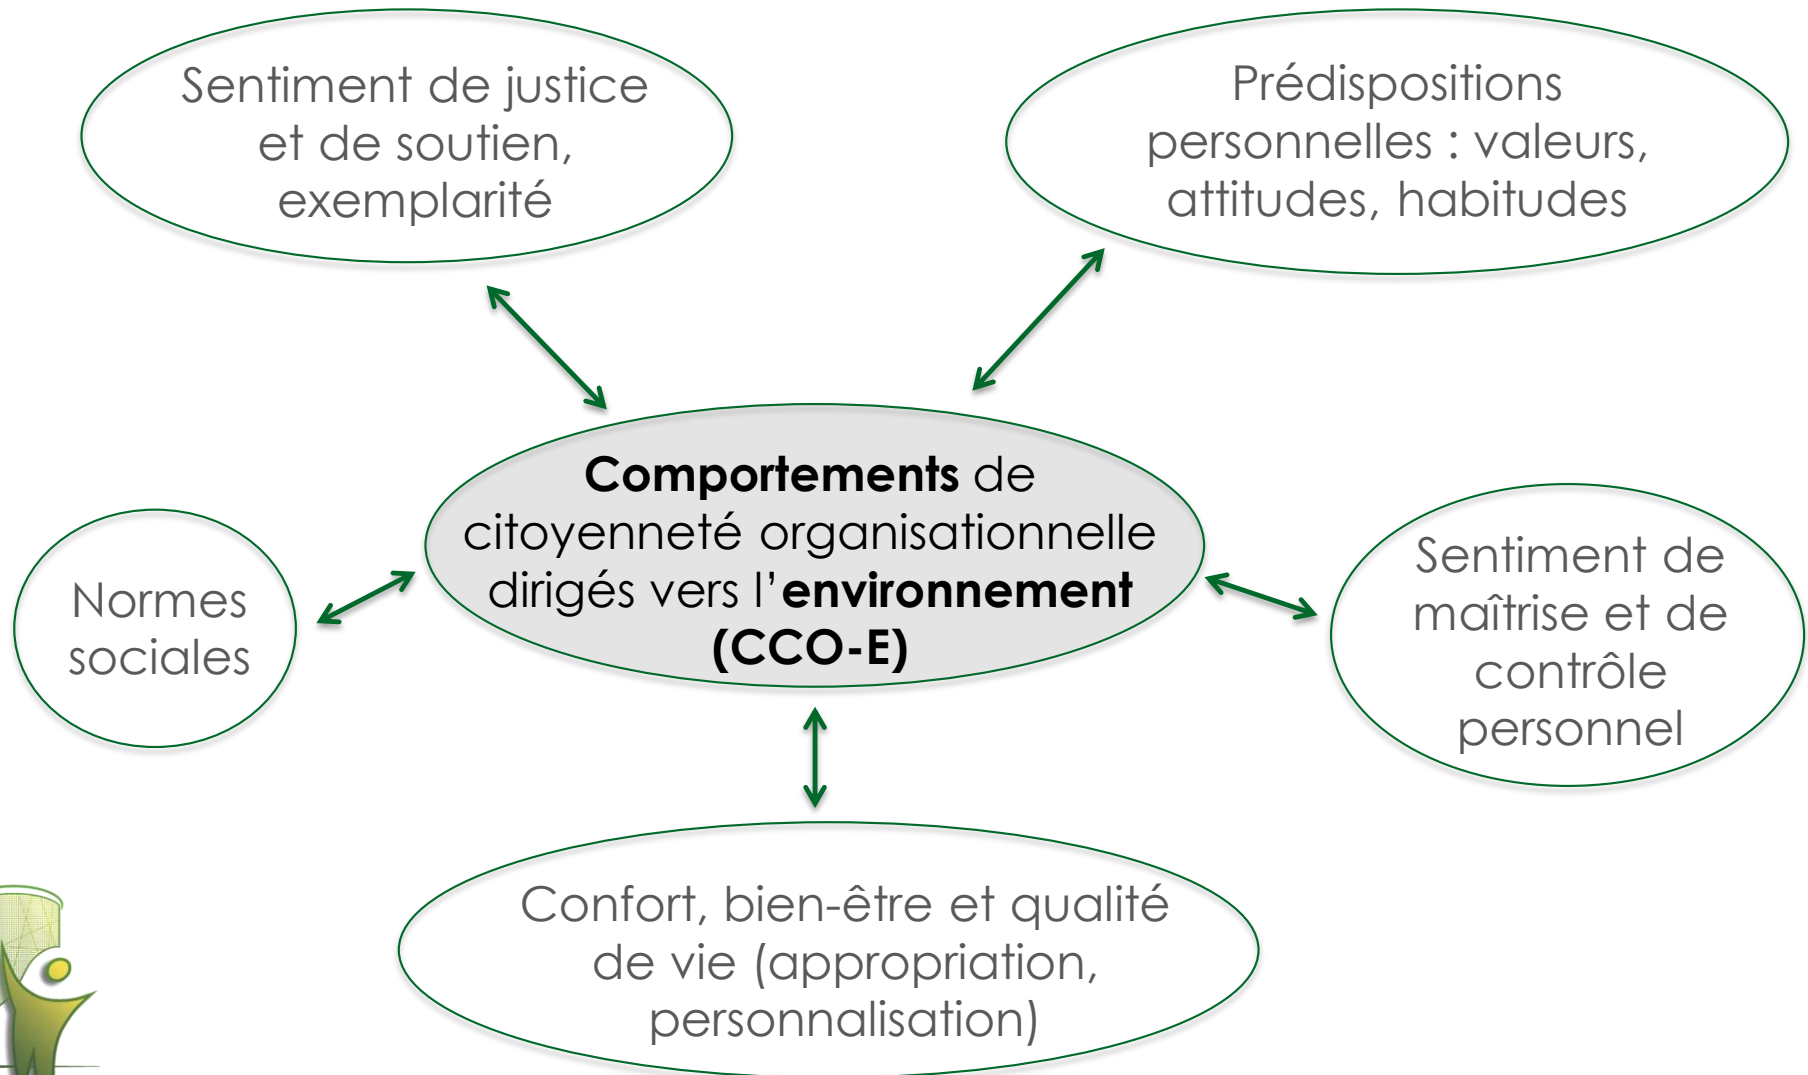 Sentiment de justice
et de soutien,
exemplarité
Prédispositions
personnelles : valeurs,
attitudes, habitudes
Comportements de
citoyenneté organisationnelle
dirigés vers l’environnement
(CCO-E)
Normes
sociales
Sentiment de
maîtrise et de
contrôle
personnel
Confort, bien-être et qualité
de vie (appropriation,
personnalisation)